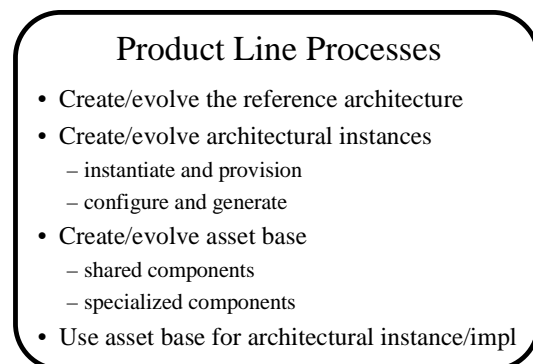 Product Line Processes
• Create/evolve the reference architecture
• Create/evolve architectural instances
– instantiate and provision
– configure and generate
• Create/evolve asset base
– shared components
– specialized components
• Use asset base for architectural instance/impl